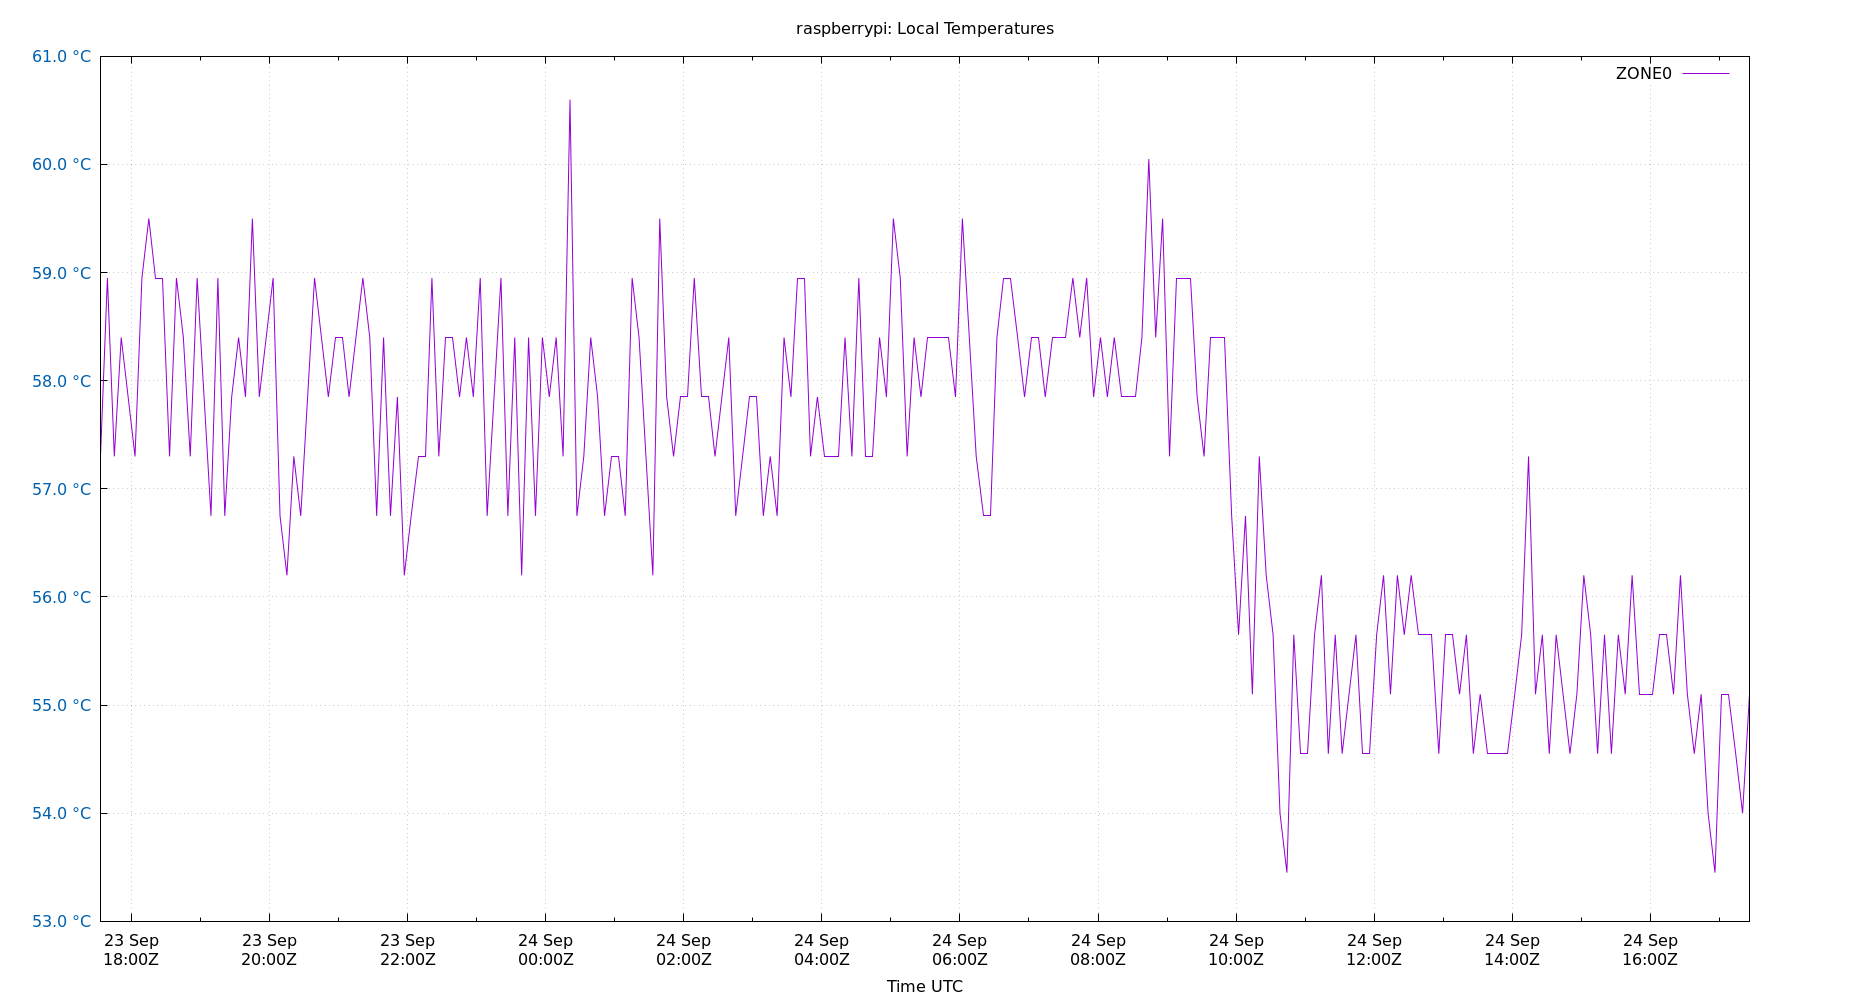 raspberrypi: Local Temperatures
61.0 °C
ZONE0
60.0 °C
59.0 °C
58.0 °C
57.0 °C
56.0 °C
55.0 °C
54.0 °C
53.0 °C
23 Sep 23 Sep 23 Sep 24 Sep 24 Sep 24 Sep 24 Sep 24 Sep 24 Sep 24 Sep 24 Sep 24 Sep
18:00Z 20:00Z 22:00Z 00:00Z 02:00Z 04:00Z 06:00Z 08:00Z 10:00Z 12:00Z 14:00Z 16:00Z
Time UTC